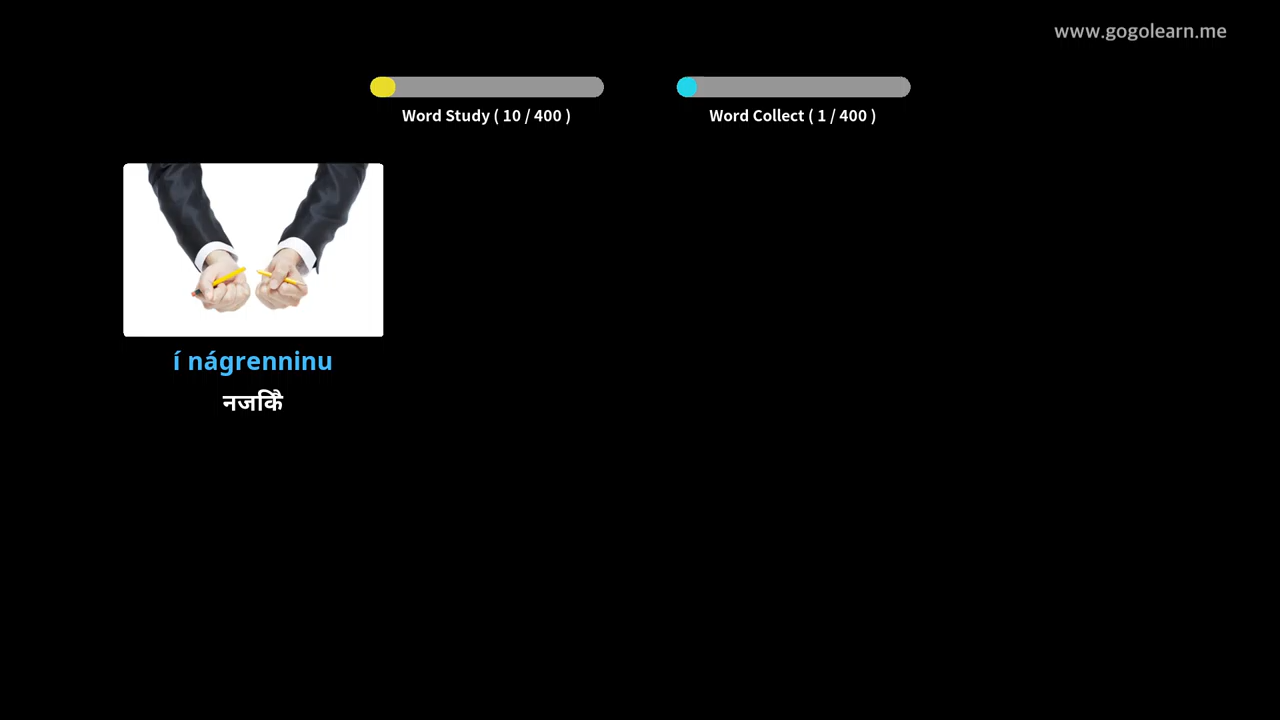 www.gogolearn.me
Word Study ( 10 / 400 )
Word Collect ( 1 / 400 )
í nágrenninu
नजकिै